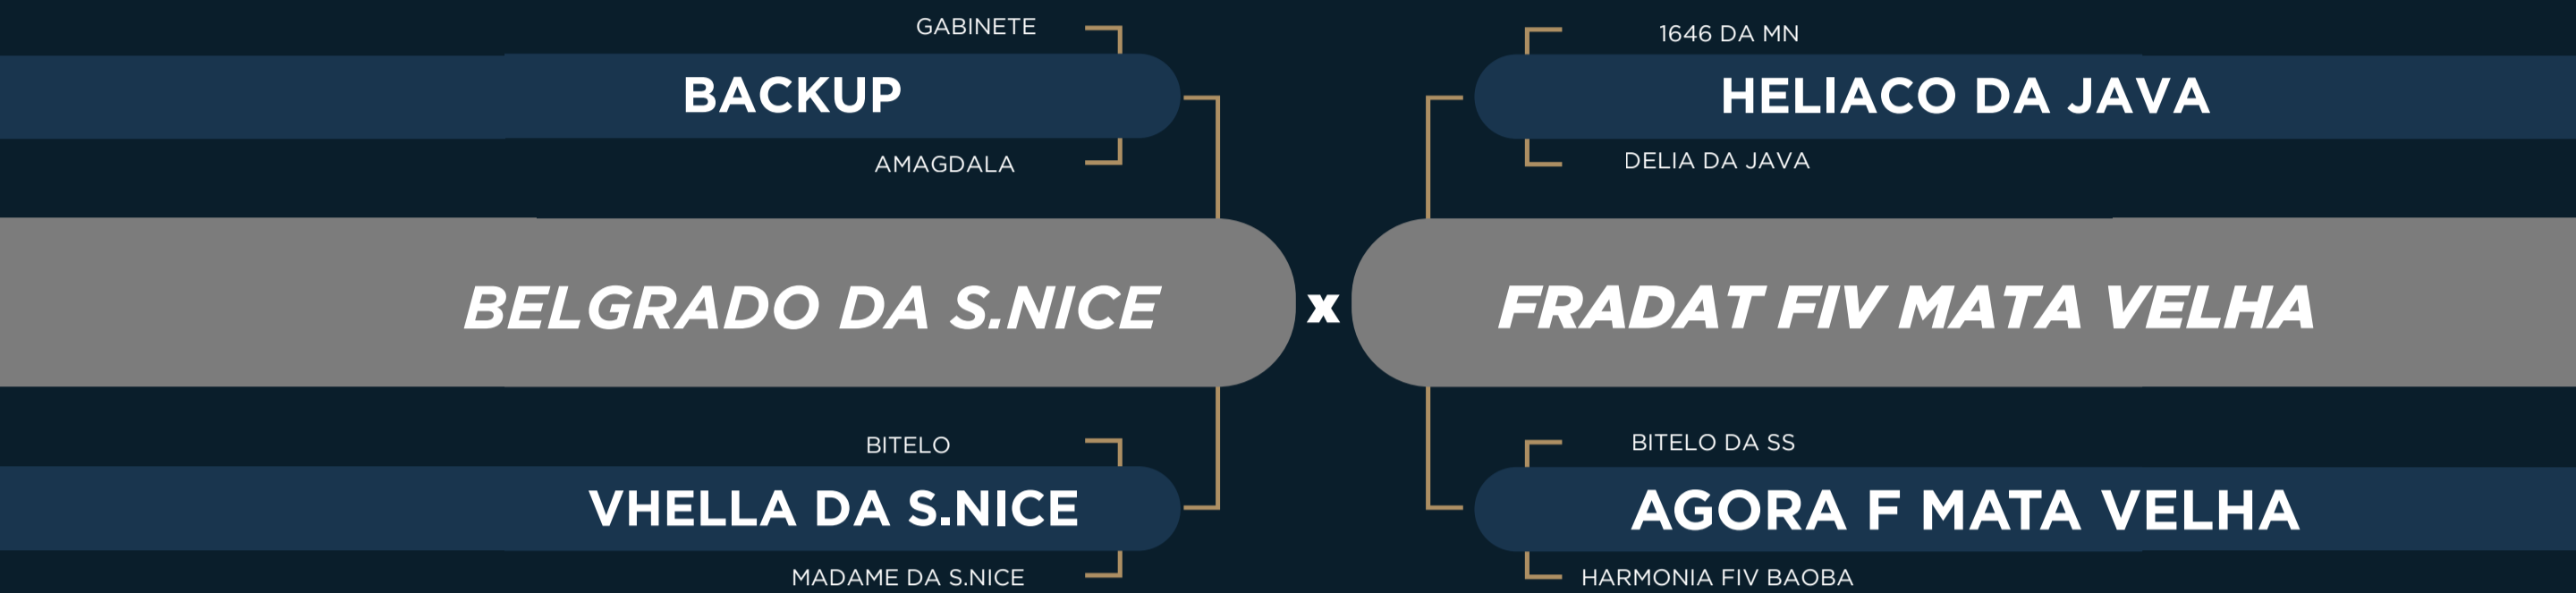 GABINETE
BACKUP
AMAGDALA
BELGRADO DA S.NICE
BITELO
VHELLA DA S.NICE
MADAME DA S.NICE
x
1646 DA MN
HELIACO DA JAVA
DELIA DA JAVA
FRADAT FIV MATA VELHA
BITELO DA SS
AGORA F MATA VELHA
HARMONIA FIV BAOBA